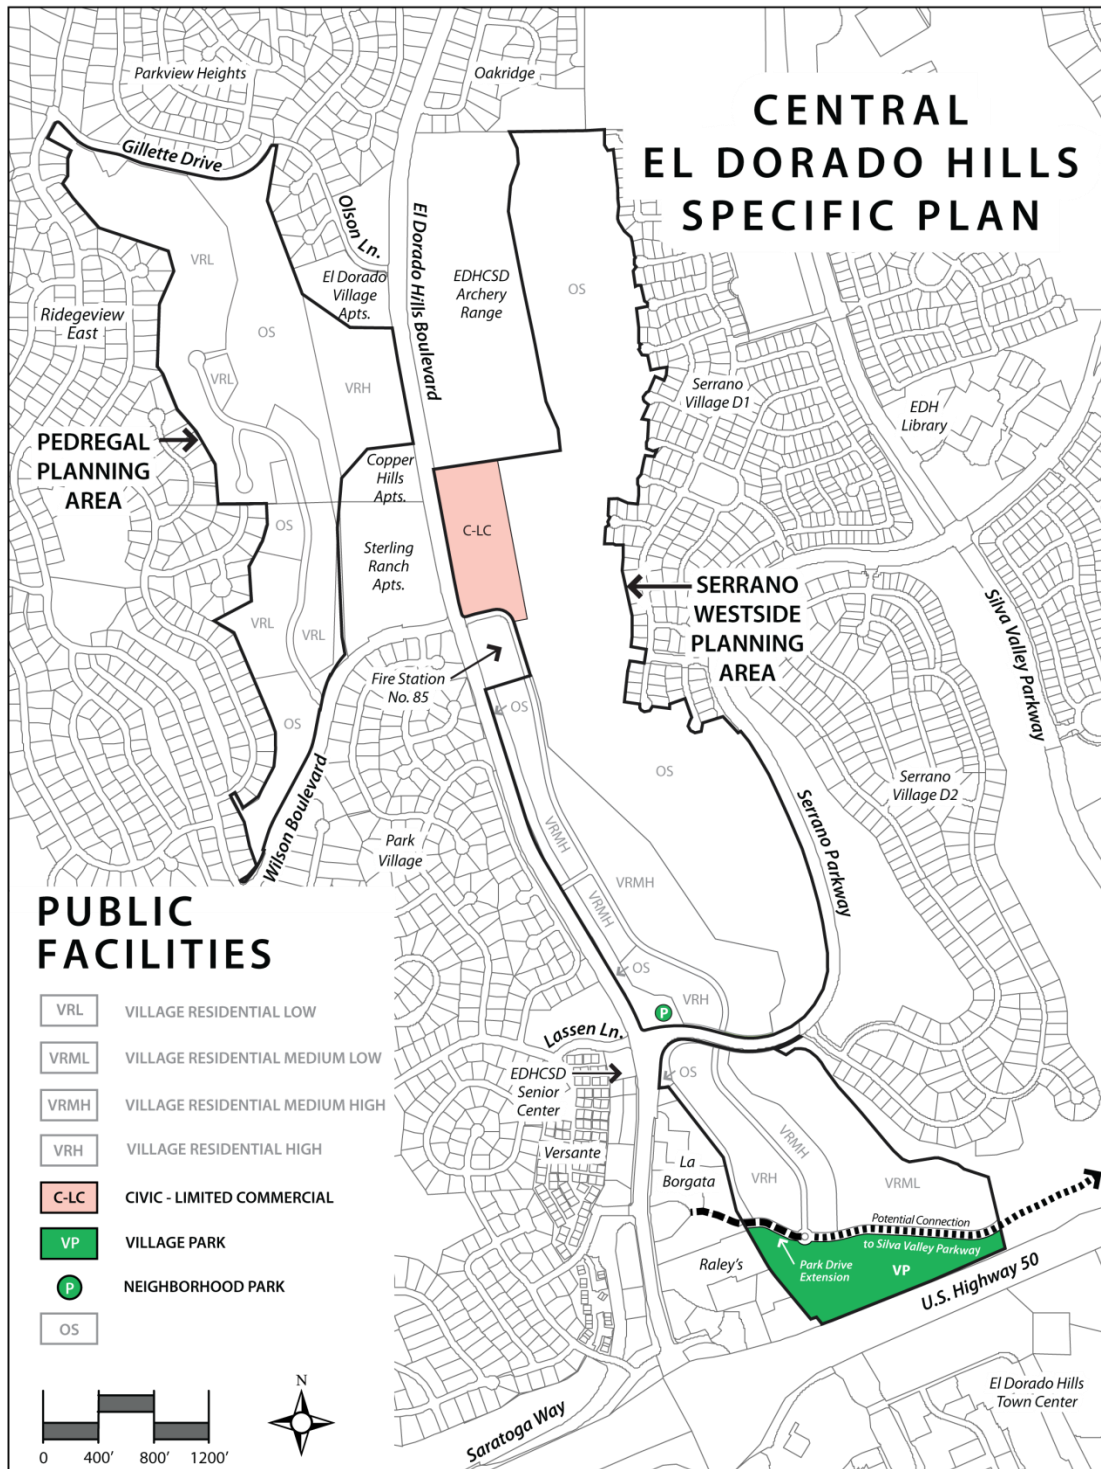 CENTRAL
EL DORADO HILLS
SPECIFIC PLAN
Parkview Heights
Oakridge
Gillette Drive
Olson Ln.
El Dorado Hills Boulevard
VRL
El Dorado
Village
Apts.
EDHCSD
Archery
Range
OS
Ridgeview
East
OS
VRL
VRH
Serrano
Village D1
EDH
Library
PEDREGAL
PLANNING
AREA
Copper
Hills
Apts.
C-LC
OS
Sterling
Ranch
Apts.
SERRANO
WESTSIDE
PLANNING
AREA
Silva Valley Parkway
VRL
VRL
Fire Station
No. 85
OS
OS
OS
Serrano
Village D2
Serrano Parkway
Wilson Boulevard
Park
Village
VRMH
VRMH
VRMH
OS
VRH
P
Lassen Ln.
EDHCSD
Senior
Center
OS
VRMH
Versante
La
Borgata
VRH
VRML
Potential Connection
to Silva Valley Parkway
Park Drive
Extension
VP
Raley's
U.S. Highway 50
El Dorado Hills
Town Center
Saratoga Way
PUBLIC
FACILITIES
VRL VILLAGE RESIDENTIAL LOW
VRML VILLAGE RESIDENTIAL MEDIUM LOW
VRMH VILLAGE RESIDENTIAL MEDIUM HIGH
VRH VILLAGE RESIDENTIAL HIGH
C-LC CIVIC - LIMITED COMMERCIAL
VP VILLAGE PARK
P NEIGHBORHOOD PARK
OS
N
0 400' 800' 1200'